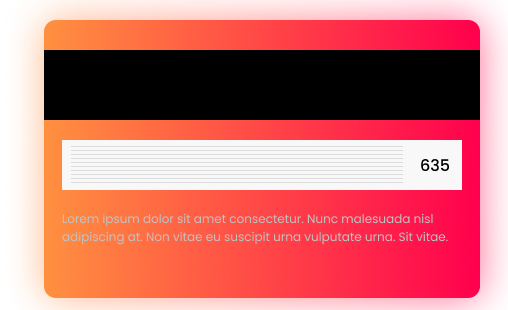 635
Lorem ipsum dolor sit amet consectetur. Nunc malesuada nisl
adipiscing at. Non vitae eu suscipit urna vulputate urna. Sit vitae.